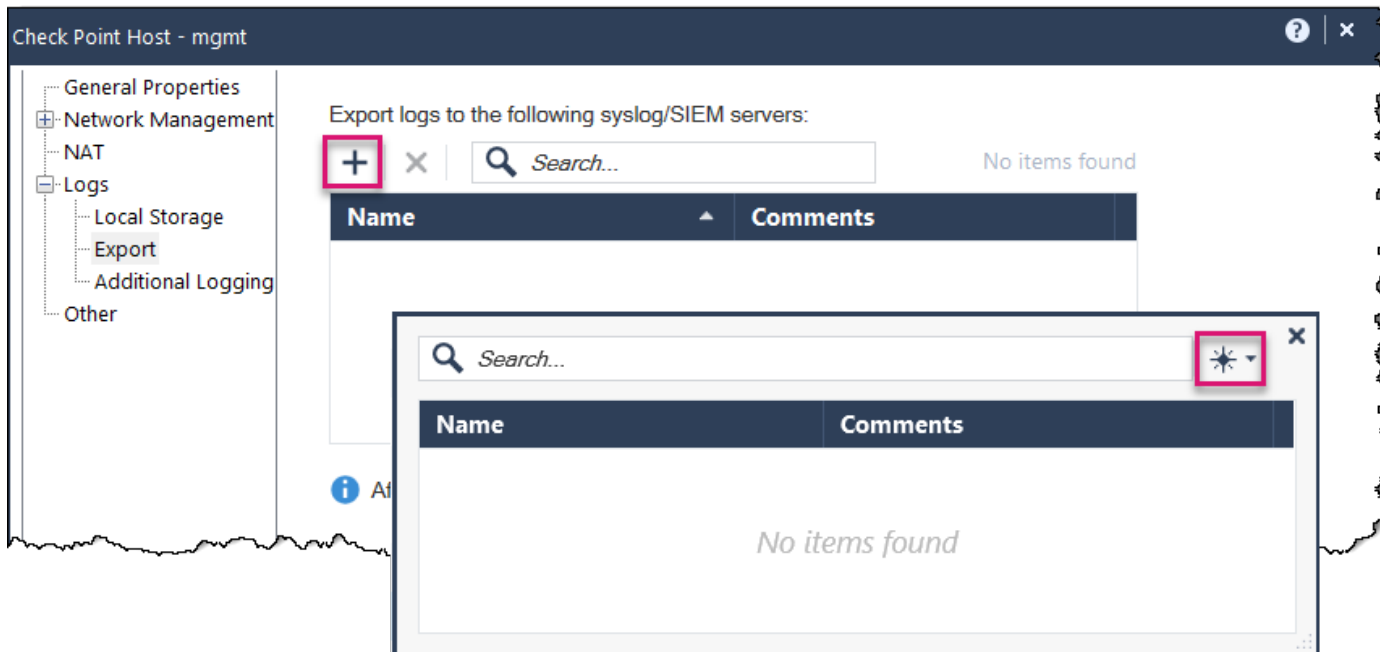 Check Point Host - mgmt
General Properties
Network Management
NAT
Logs
Local Storage
Export
Additional Logging
Other
Export logs to the following syslog/SIEM servers:
Search...
No items found
Name
Comments
Search...
Name
Comments
No items found